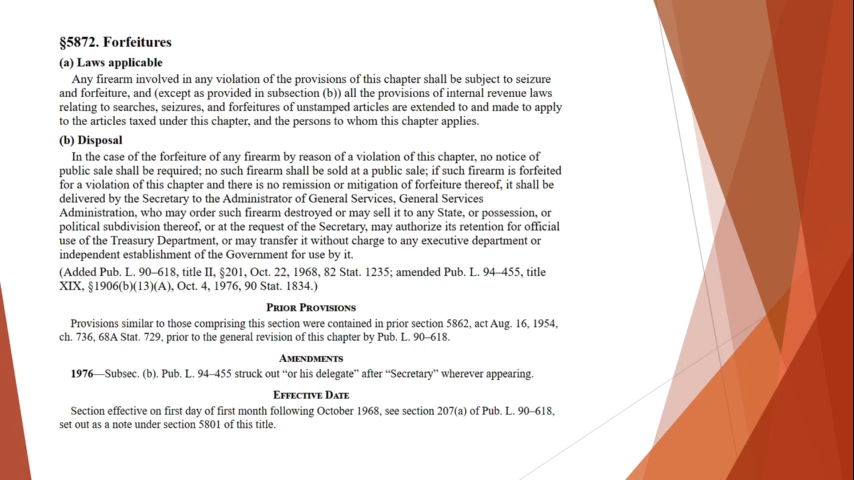 §5872. Forfeitures
(a) Laws applicable
Any firearm involved in any violation of the provisions of this chapter shall be subject to seizure
and forfeiture, and (except as provided in subsection (b)) all the provisions of internal revenue laws
relating to searches, seizures, and forfeitures of unstamped articles are extended to and made to apply
to the articles taxed under this chapter, and the persons to whom this chapter applies.
(b) Disposal
In the case of the forfeiture of any firearm by reason of a violation of this chapter, no notice of
public sale shall be required; no such firearm shall be sold at a public sale; if such firearm is forfeited
for a violation of this chapter and there is no remission or mitigation of forfeiture thereof, it shall be
delivered by the Secretary to the Administrator of General Services, General Services
Administration, who may order such firearm destroyed or may sell it to any State, or possession, or
political subdivision thereof, or at the request of the Secretary, may authorize its retention for official
use of the Treasury Department, or may transfer it without charge to any executive department or
independent establishment of the Government for use by it.
(Added Pub. L. 90–618, title II, §201, Oct. 22, 1968, 82 Stat. 1235; amended Pub. L. 94–455, title
XIX, §1906(b)(13)(A), Oct. 4, 1976, 90 Stat. 1834.)
Prior Provisions
Provisions similar to those comprising this section were contained in prior section 5862, act Aug. 16, 1954,
ch. 736, 68A Stat. 729, prior to the general revision of this chapter by Pub. L. 90–618.
Amendments
1976—Subsec. (b). Pub. L. 94–455 struck out “or his delegate” after “Secretary” wherever appearing.
Effective Date
Section effective on first day of first month following October 1968, see section 207(a) of Pub. L. 90–618,
set out as a note under section 5801 of this title.